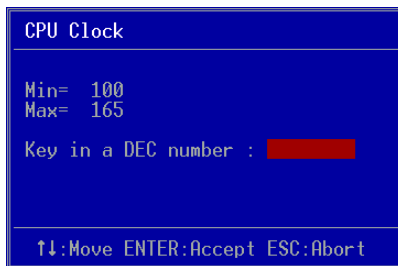 CPU Clock
Min=  100
Max=  165
Key in a DEC number :
↑↓:Move ENTER:Accept ESC:Abort